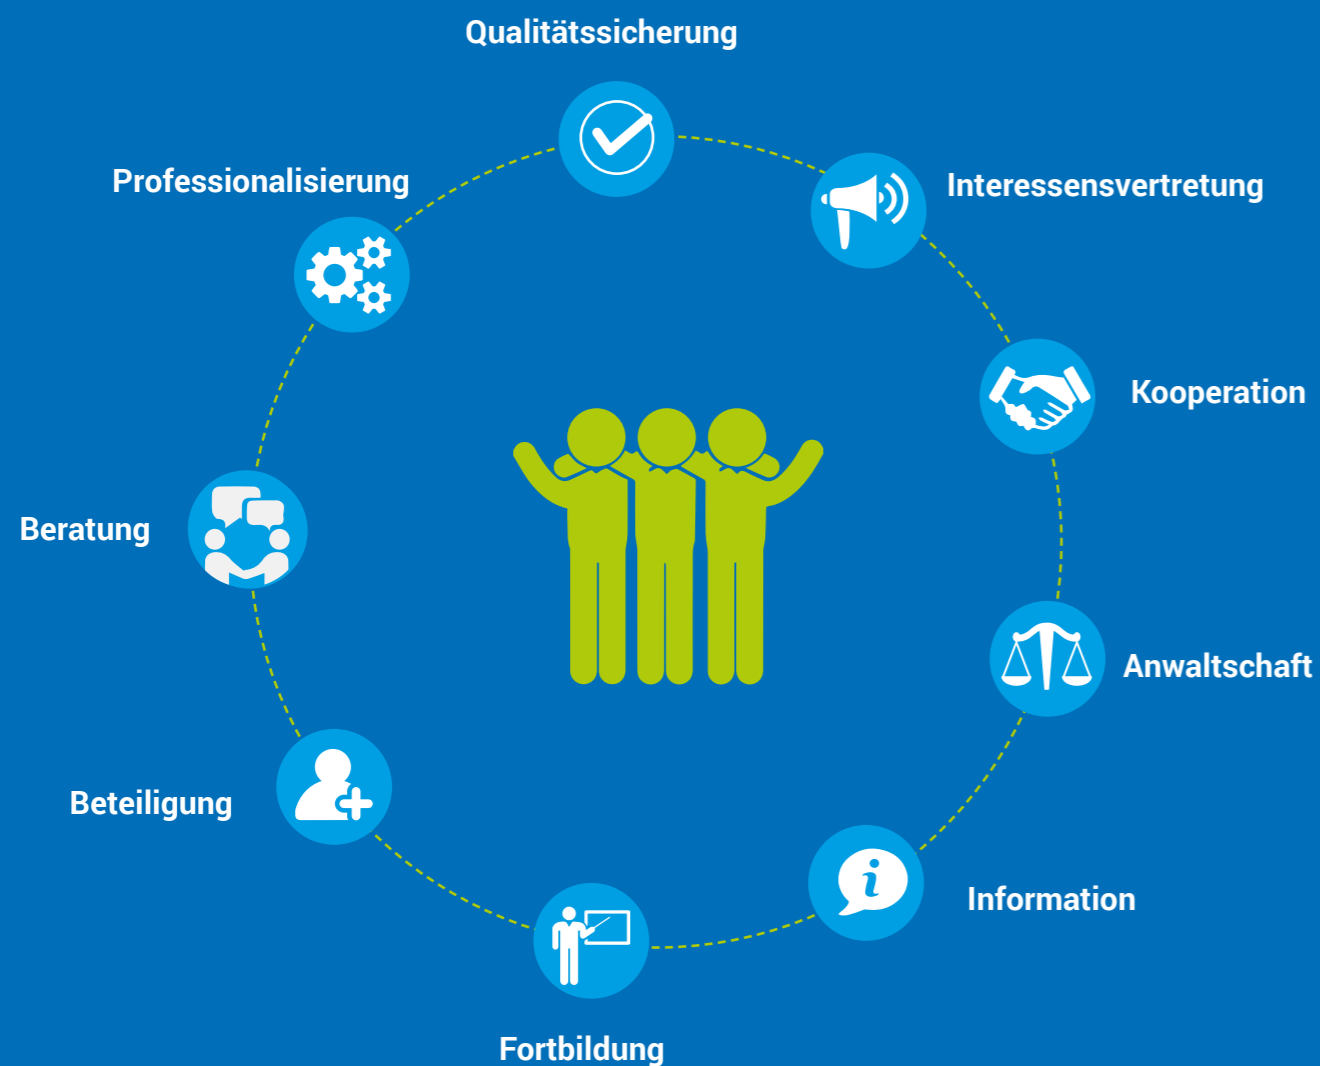 Qualitätssicherung
Professionalisierung
Interessensvertretung
Kooperation
Beratung
Anwaltschaft
Beteiligung
Information
Fortbildung